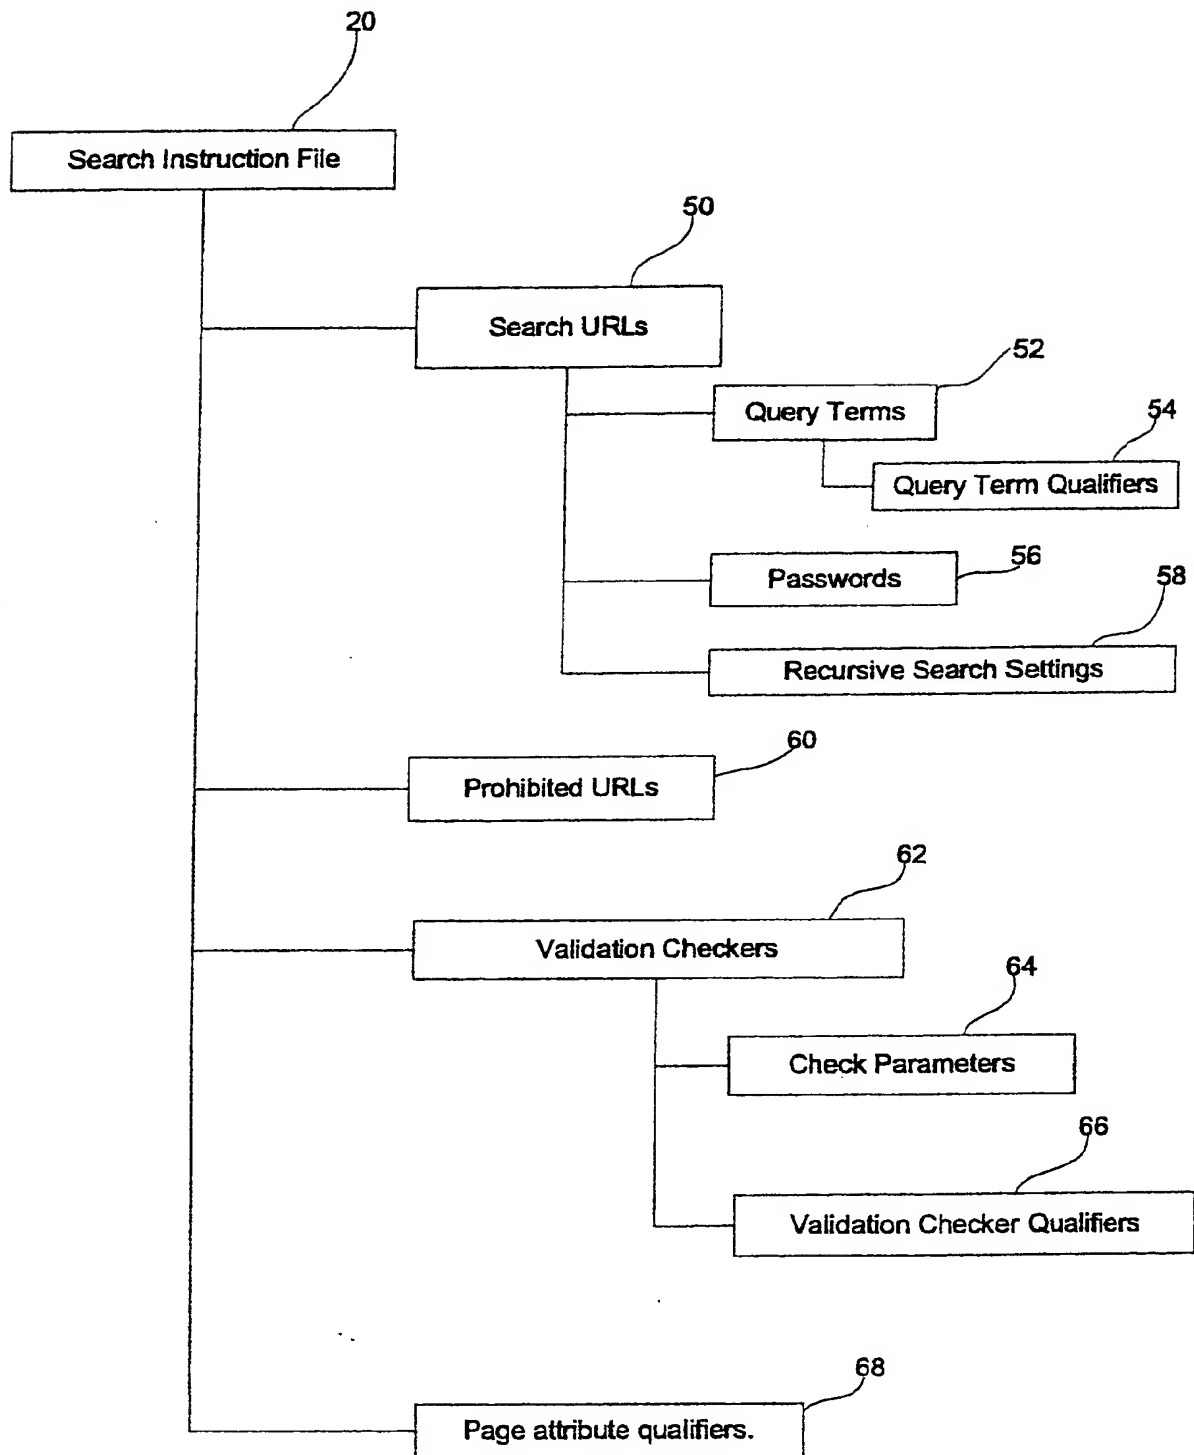 20
Search Instruction File
50
Search URLs
52
Query Terms
54
Query Term Qualifiers
56
Passwords
58
Recursive Search Settings
60
Prohibited URLs
62
Validation Checkers
64
Check Parameters
66
Validation Checker Qualifiers
68
Page attribute qualifiers.